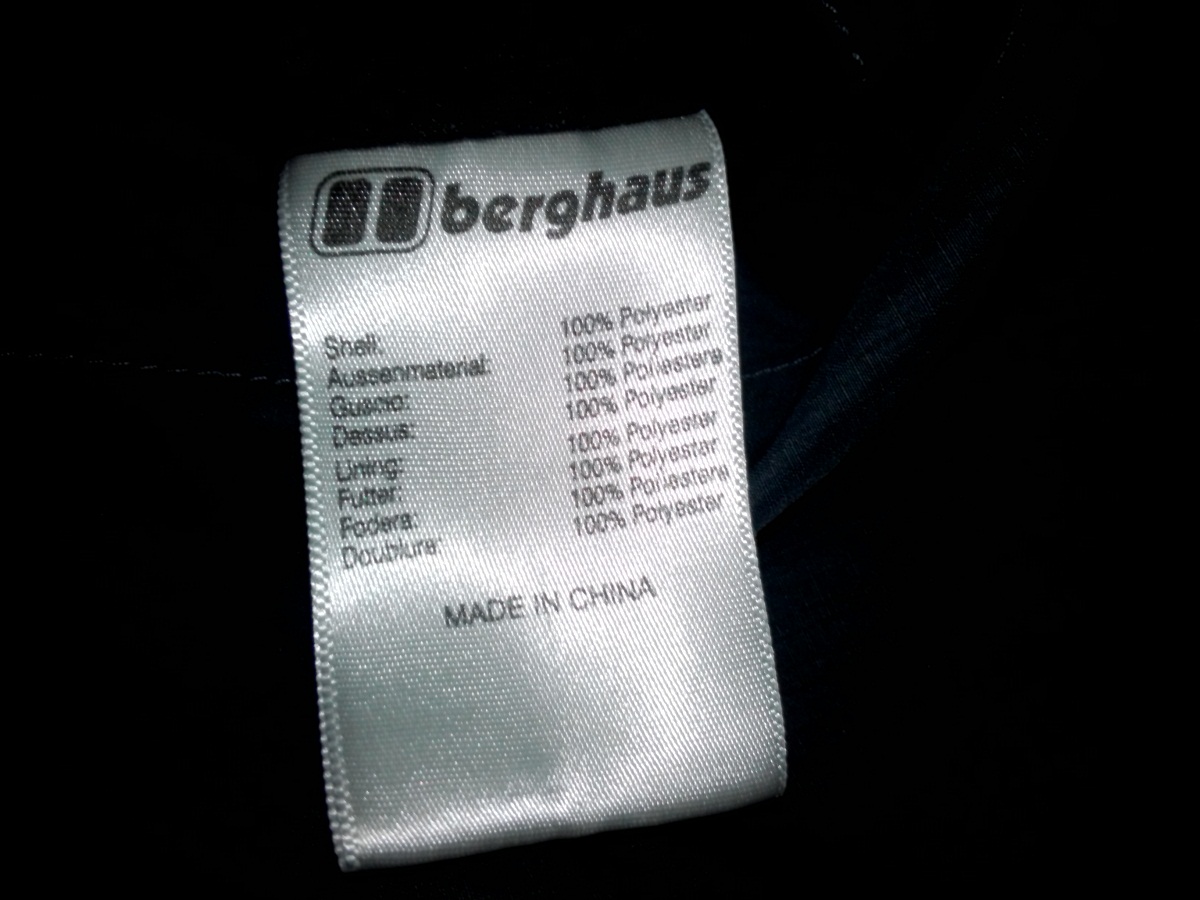 berghaus
Shell: 100% Polyester
Aussenmaterial: 100% Polyester
Guscio: 100% Poliestere
Dessus: 100% Polyester
Lining: 100% Polyester
Futter: 100% Polyester
Fodera: 100% Poliestere
Doublure: 100% Polyester
MADE IN CHINA